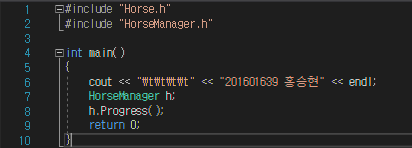 1 #include "Horse.h"
2 #include "HorseManager.h"
3
4 int main()
5 {
6 cout << "₩t₩t₩t₩t" << "201601639 홍승현" << endl;
7 HorseManager h;
8 h.Progress();
9 return 0;
10 }